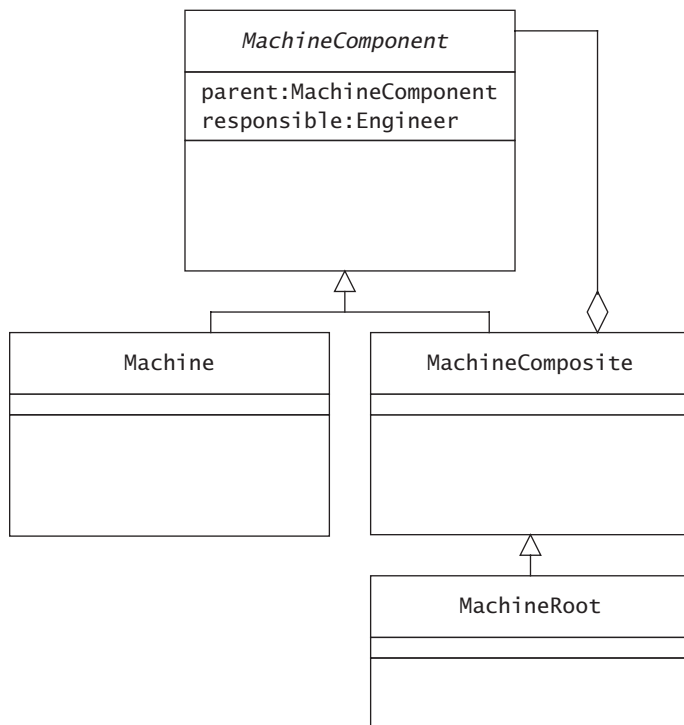 MachineComponent
parent:MachineComponent
responsible:Engineer
Machine
MachineComposite
MachineRoot